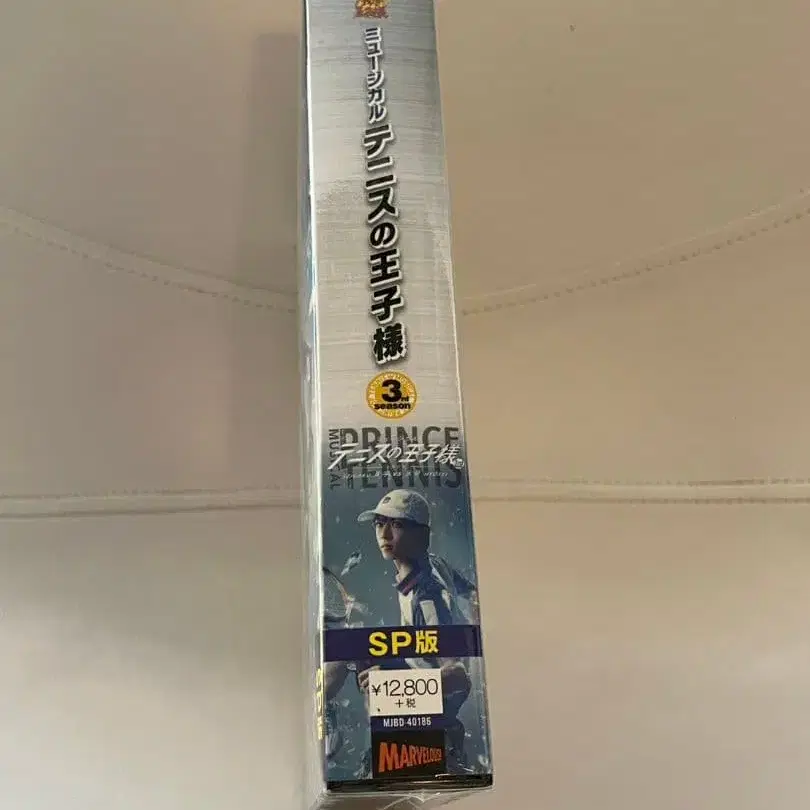 ミュージカル
テニスの王子様
3rd
season
MUSICAL
PRINCE
テニスの王子様
TENNIS
SP版
¥12,800
+税
MJBD-40186
MARVELOUS!